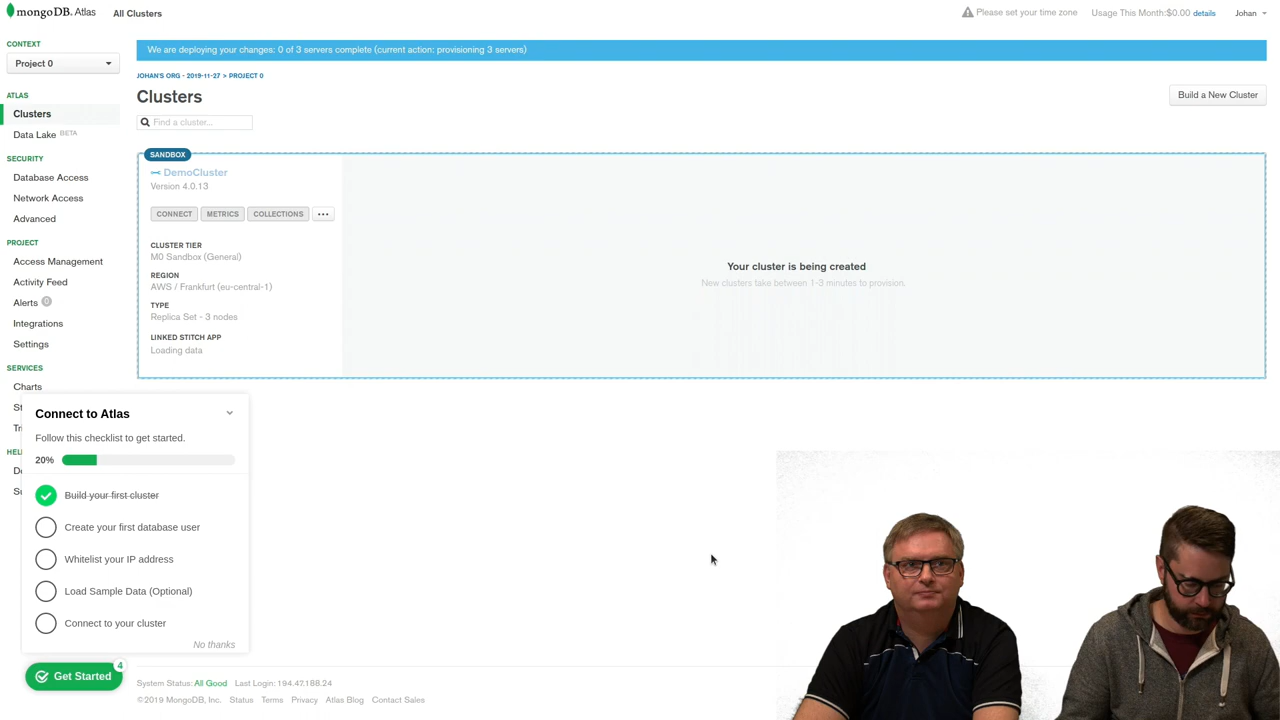 mongoDB. Atlas
All Clusters
Please set your time zone
Usage This Month:$0.00 details
Johan
CONTEXT
Project 0
ATLAS
Clusters
Data Lake BETA
SECURITY
Database Access
Network Access
Advanced
PROJECT
Access Management
Activity Feed
Alerts 0
Integrations
Settings
SERVICES
Charts
We are deploying your changes: 0 of 3 servers complete (current action: provisioning 3 servers)
JOHAN'S ORG - 2019-11-27 > PROJECT 0
Clusters
Build a New Cluster
Find a cluster...
SANDBOX
DemoCluster
Version 4.0.13
CONNECT METRICS COLLECTIONS ...
CLUSTER TIER
M0 Sandbox (General)
REGION
AWS / Frankfurt (eu-central-1)
TYPE
Replica Set - 3 nodes
LINKED STITCH APP
Loading data
Your cluster is being created
New clusters take between 1-3 minutes to provision.
Connect to Atlas
Follow this checklist to get started.
20%
Build your first cluster
Create your first database user
Whitelist your IP address
Load Sample Data (Optional)
Connect to your cluster
No thanks
Get Started 4
System Status: All Good Last Login: 194.47.188.24
©2019 MongoDB, Inc. Status Terms Privacy Atlas Blog Contact Sales